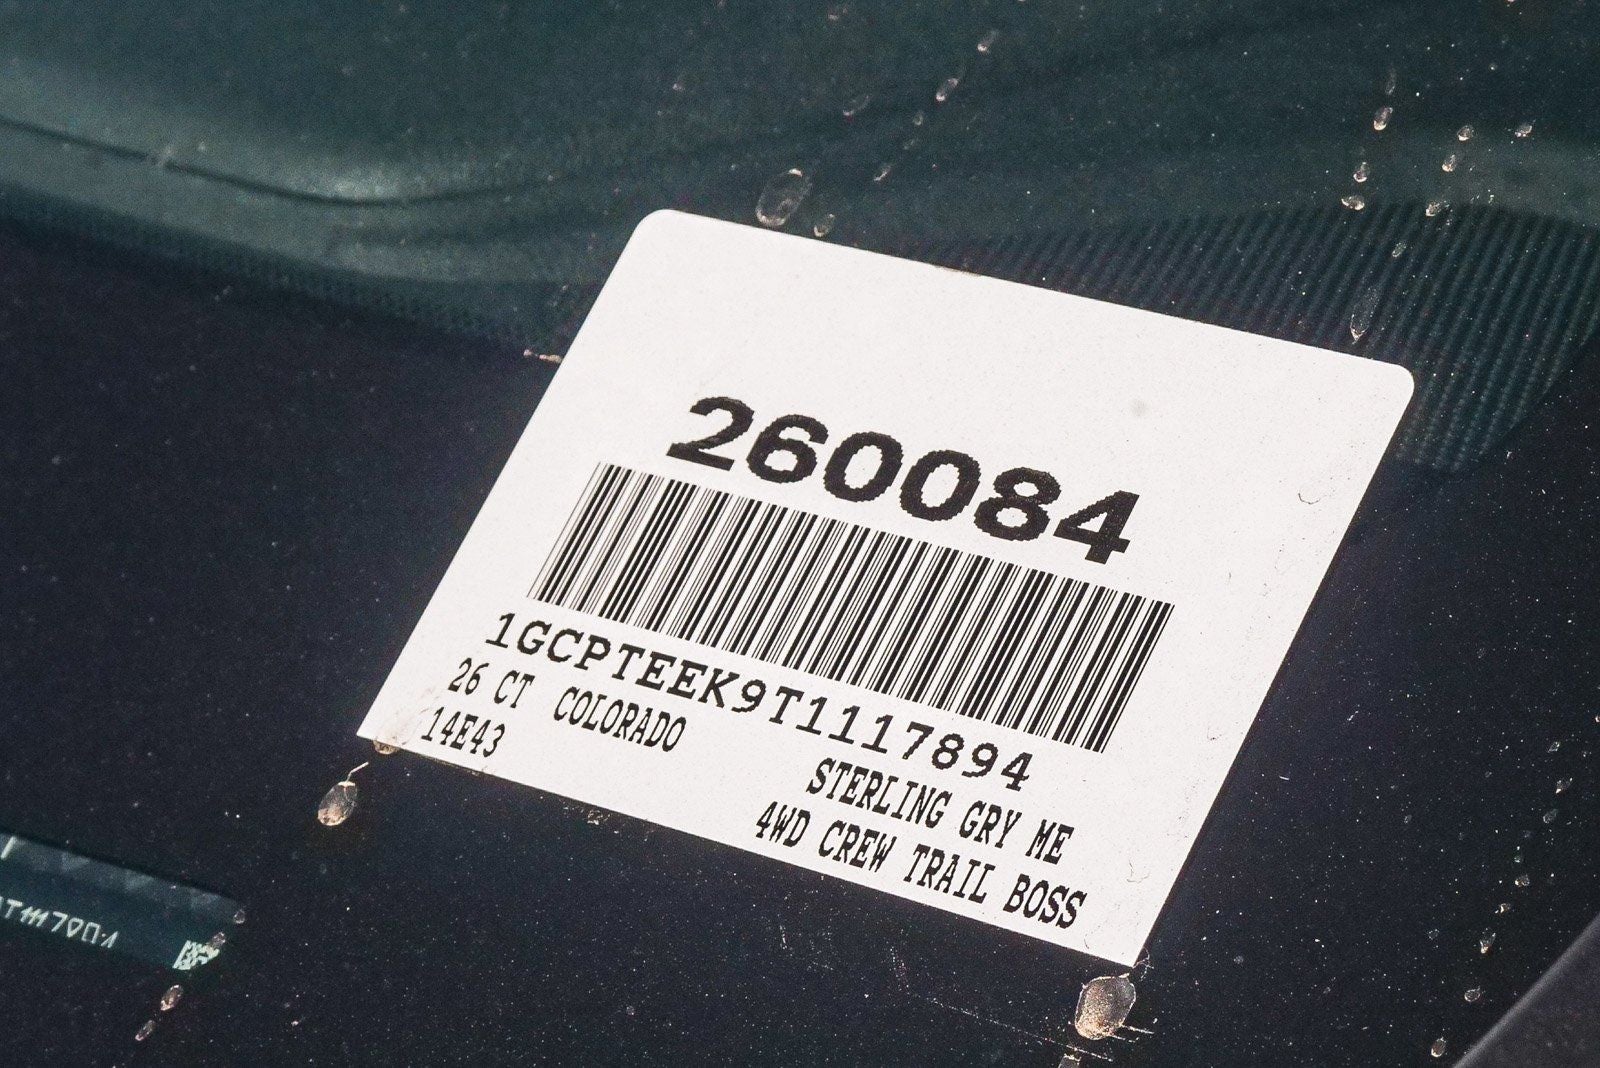 260084
1GCPTEEK9T1117894
26 CT COLORADO
14E43
STERLING GRY ME
4WD CREW TRAIL BOSS